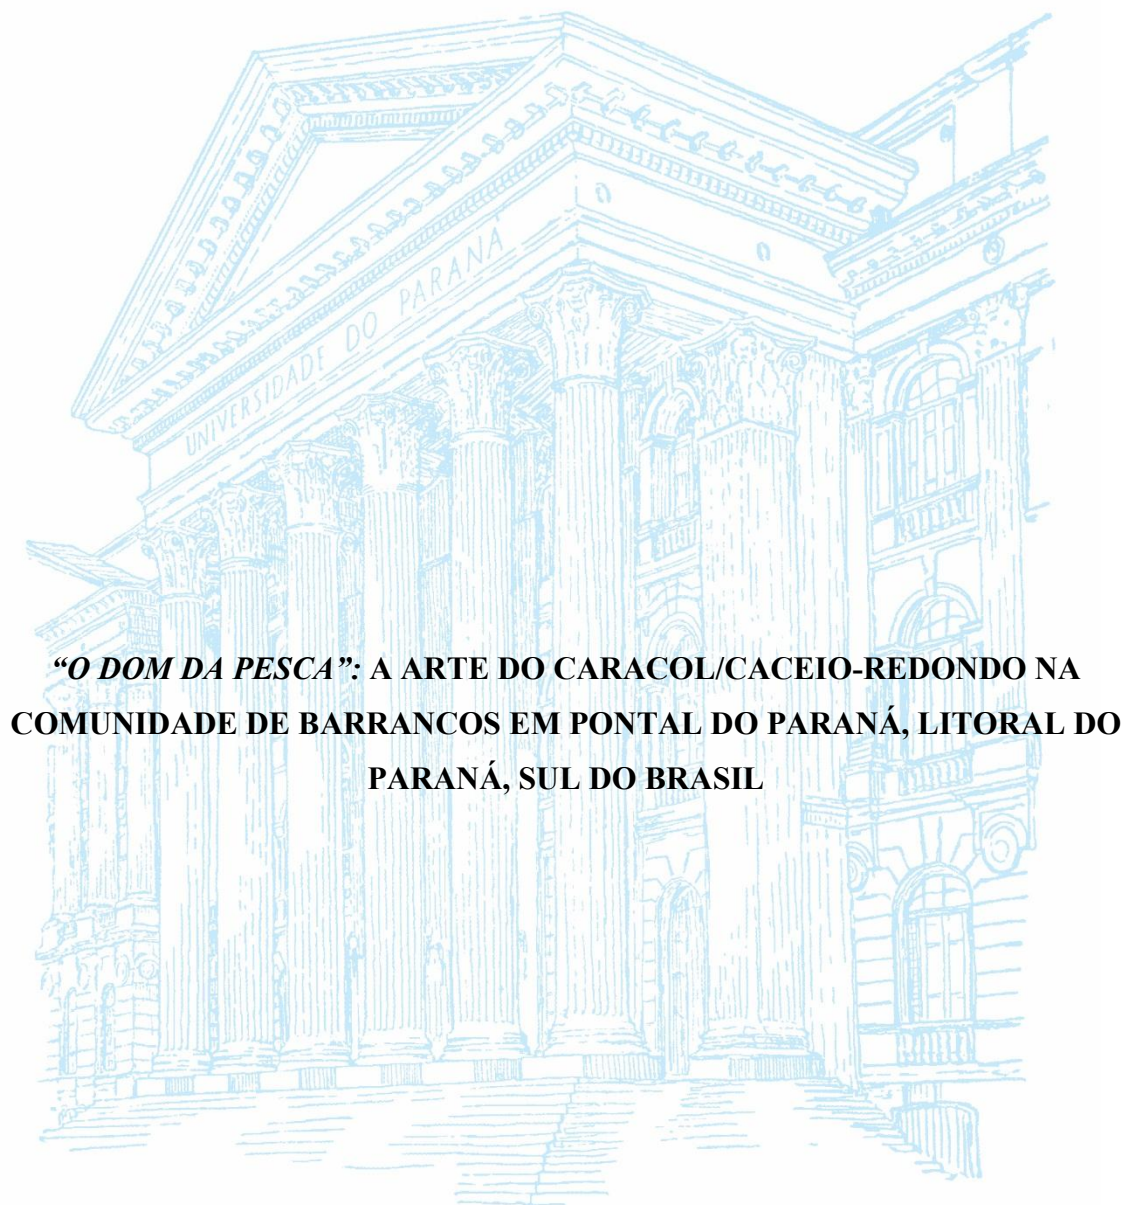 UNIVERSIDADE DO PARANÁ
“O DOM DA PESCA”: A ARTE DO CARACOL/CACEIO-REDONDO NA
COMUNIDADE DE BARRANCOS EM PONTAL DO PARANÁ, LITORAL DO
PARANÁ, SUL DO BRASIL